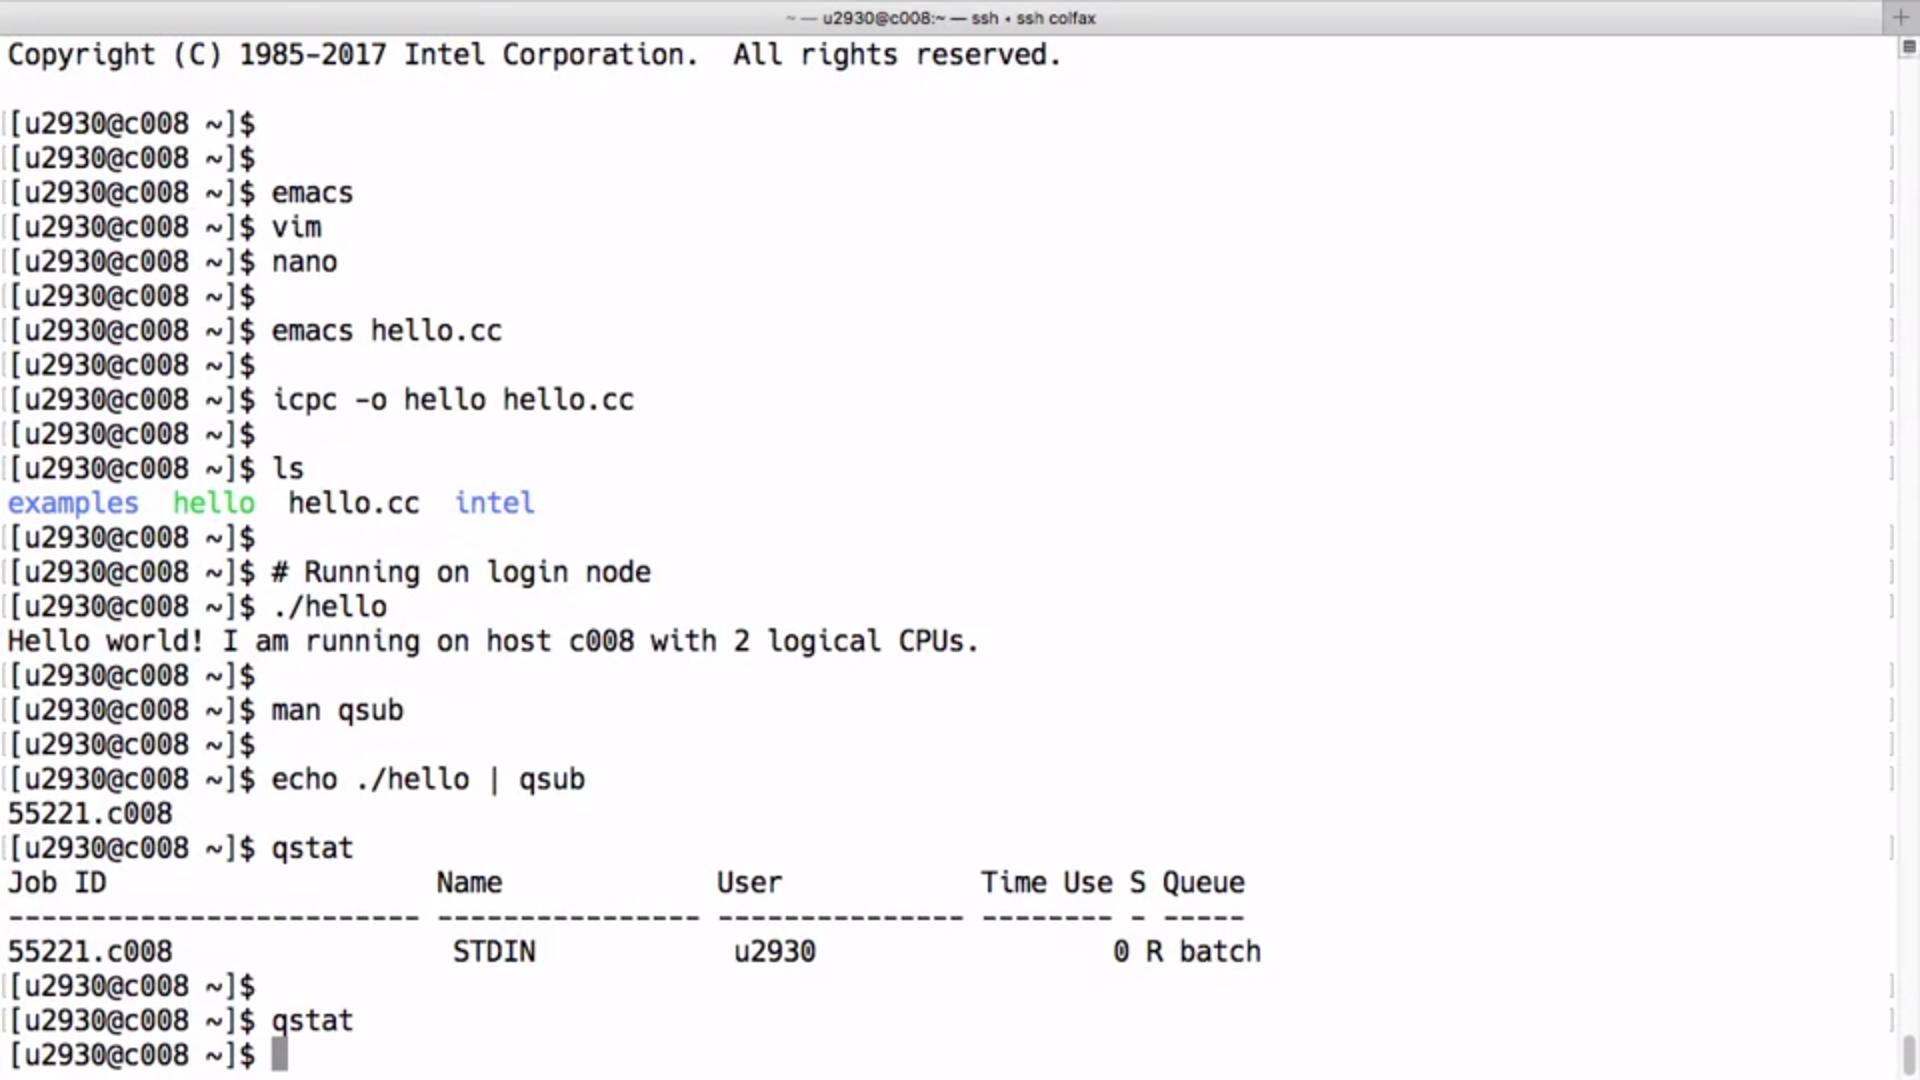 ~ — u2930@c008:~ — ssh • ssh colfax
Copyright (C) 1985-2017 Intel Corporation.  All rights reserved.
[u2930@c008 ~]$
[u2930@c008 ~]$
[u2930@c008 ~]$ emacs
[u2930@c008 ~]$ vim
[u2930@c008 ~]$ nano
[u2930@c008 ~]$
[u2930@c008 ~]$ emacs hello.cc
[u2930@c008 ~]$
[u2930@c008 ~]$ icpc -o hello hello.cc
[u2930@c008 ~]$
[u2930@c008 ~]$ ls
examples  hello  hello.cc  intel
[u2930@c008 ~]$
[u2930@c008 ~]$ # Running on login node
[u2930@c008 ~]$ ./hello
Hello world! I am running on host c008 with 2 logical CPUs.
[u2930@c008 ~]$
[u2930@c008 ~]$ man qsub
[u2930@c008 ~]$
[u2930@c008 ~]$ echo ./hello | qsub
55221.c008
[u2930@c008 ~]$ qstat
Job ID                    Name             User            Time Use S Queue
------------------------- ---------------- --------------- -------- - -----
55221.c008                 STDIN            u2930                  0 R batch
[u2930@c008 ~]$
[u2930@c008 ~]$ qstat
[u2930@c008 ~]$